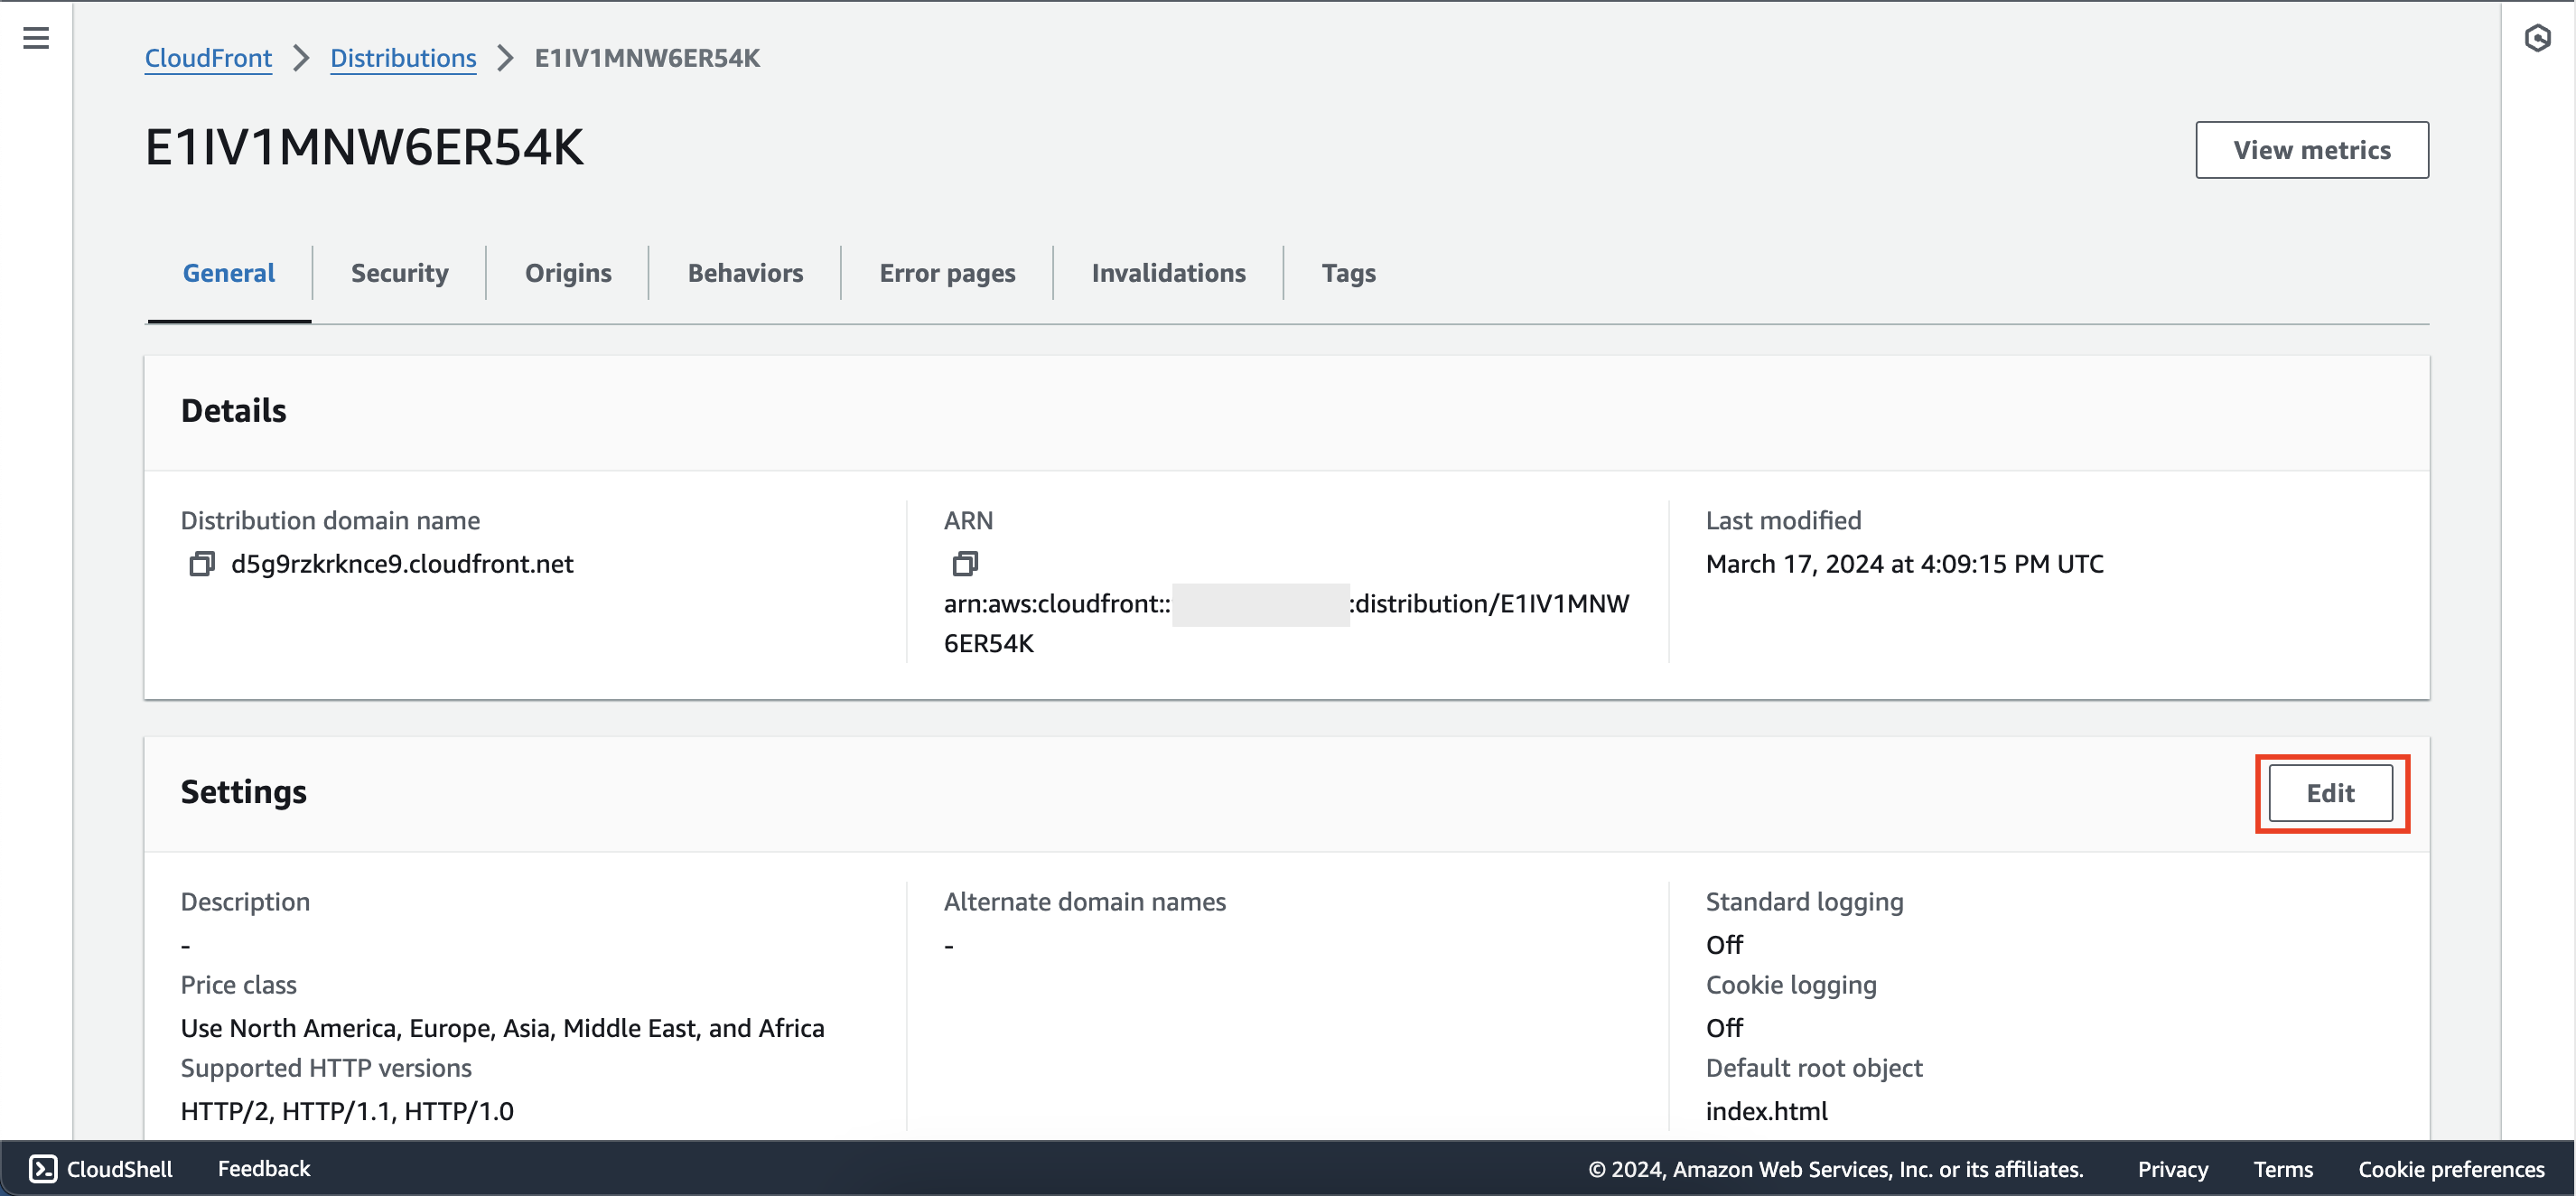 CloudFront > Distributions > E1IV1MNW6ER54K
E1IV1MNW6ER54K
View metrics
General
Security
Origins
Behaviors
Error pages
Invalidations
Tags
Details
Distribution domain name
d5g9rzkrknce9.cloudfront.net
ARN
arn:aws:cloudfront:: :distribution/E1IV1MNW
6ER54K
Last modified
March 17, 2024 at 4:09:15 PM UTC
Settings
Edit
Description
-
Price class
Use North America, Europe, Asia, Middle East, and Africa
Supported HTTP versions
HTTP/2, HTTP/1.1, HTTP/1.0
Alternate domain names
-
Standard logging
Off
Cookie logging
Off
Default root object
index.html
CloudShell
Feedback
© 2024, Amazon Web Services, Inc. or its affiliates.
Privacy
Terms
Cookie preferences